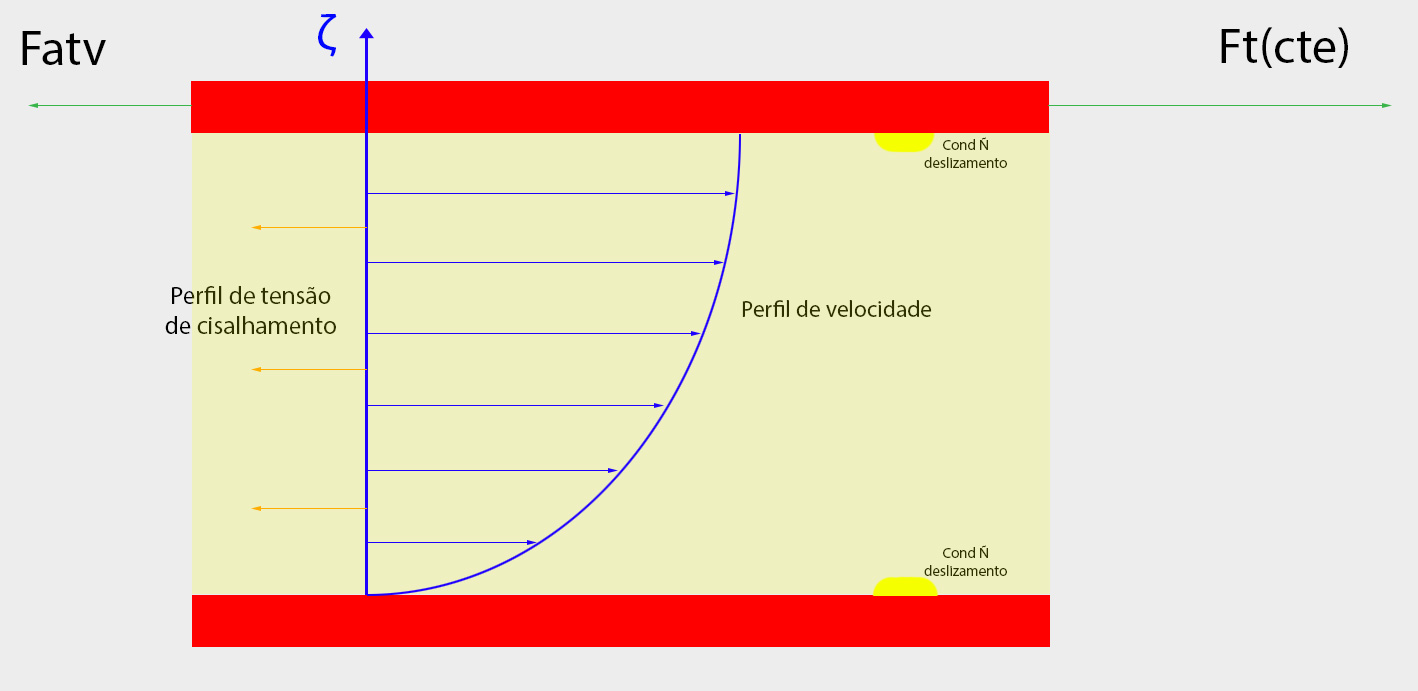 Fatv
ζ
Ft(cte)
Cond Ñ
deslizamento
Perfil de tensão
de cisalhamento
Perfil de velocidade
Cond Ñ
deslizamento